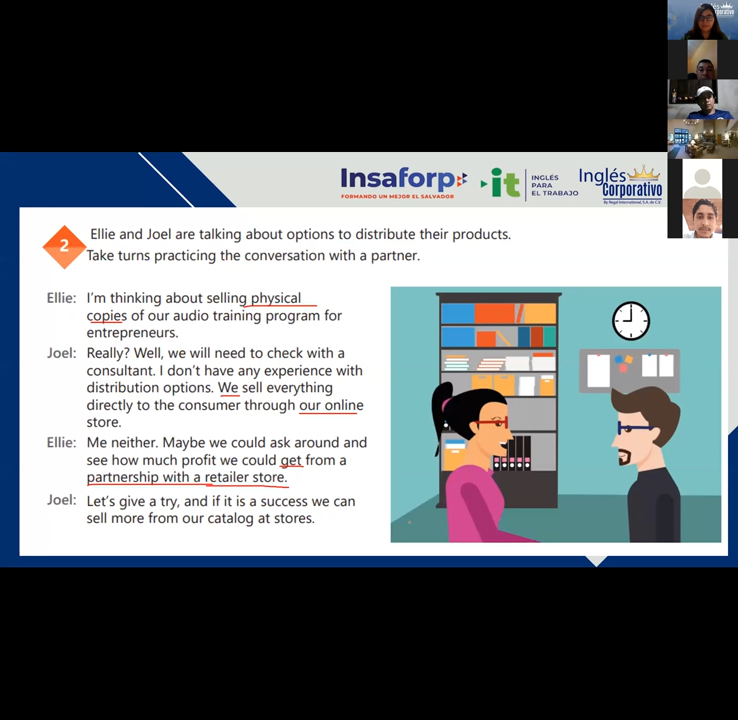 Insaforp
FORMANDO UN MEJOR EL SALVADOR
it
INGLÉS
PARA
EL TRABAJO
Inglés
Corporativo
By Regal International, S.A. de C.V.
2
Ellie and Joel are talking about options to distribute their products.
Take turns practicing the conversation with a partner.
Ellie: I'm thinking about selling physical
copies of our audio training program for
entrepreneurs.
Joel: Really? Well, we will need to check with a
consultant. I don't have any experience with
distribution options. We sell everything
directly to the consumer through our online
store.
Ellie: Me neither. Maybe we could ask around and
see how much profit we could get from a
partnership with a retailer store.
Joel: Let's give a try, and if it is a success we can
sell more from our catalog at stores.